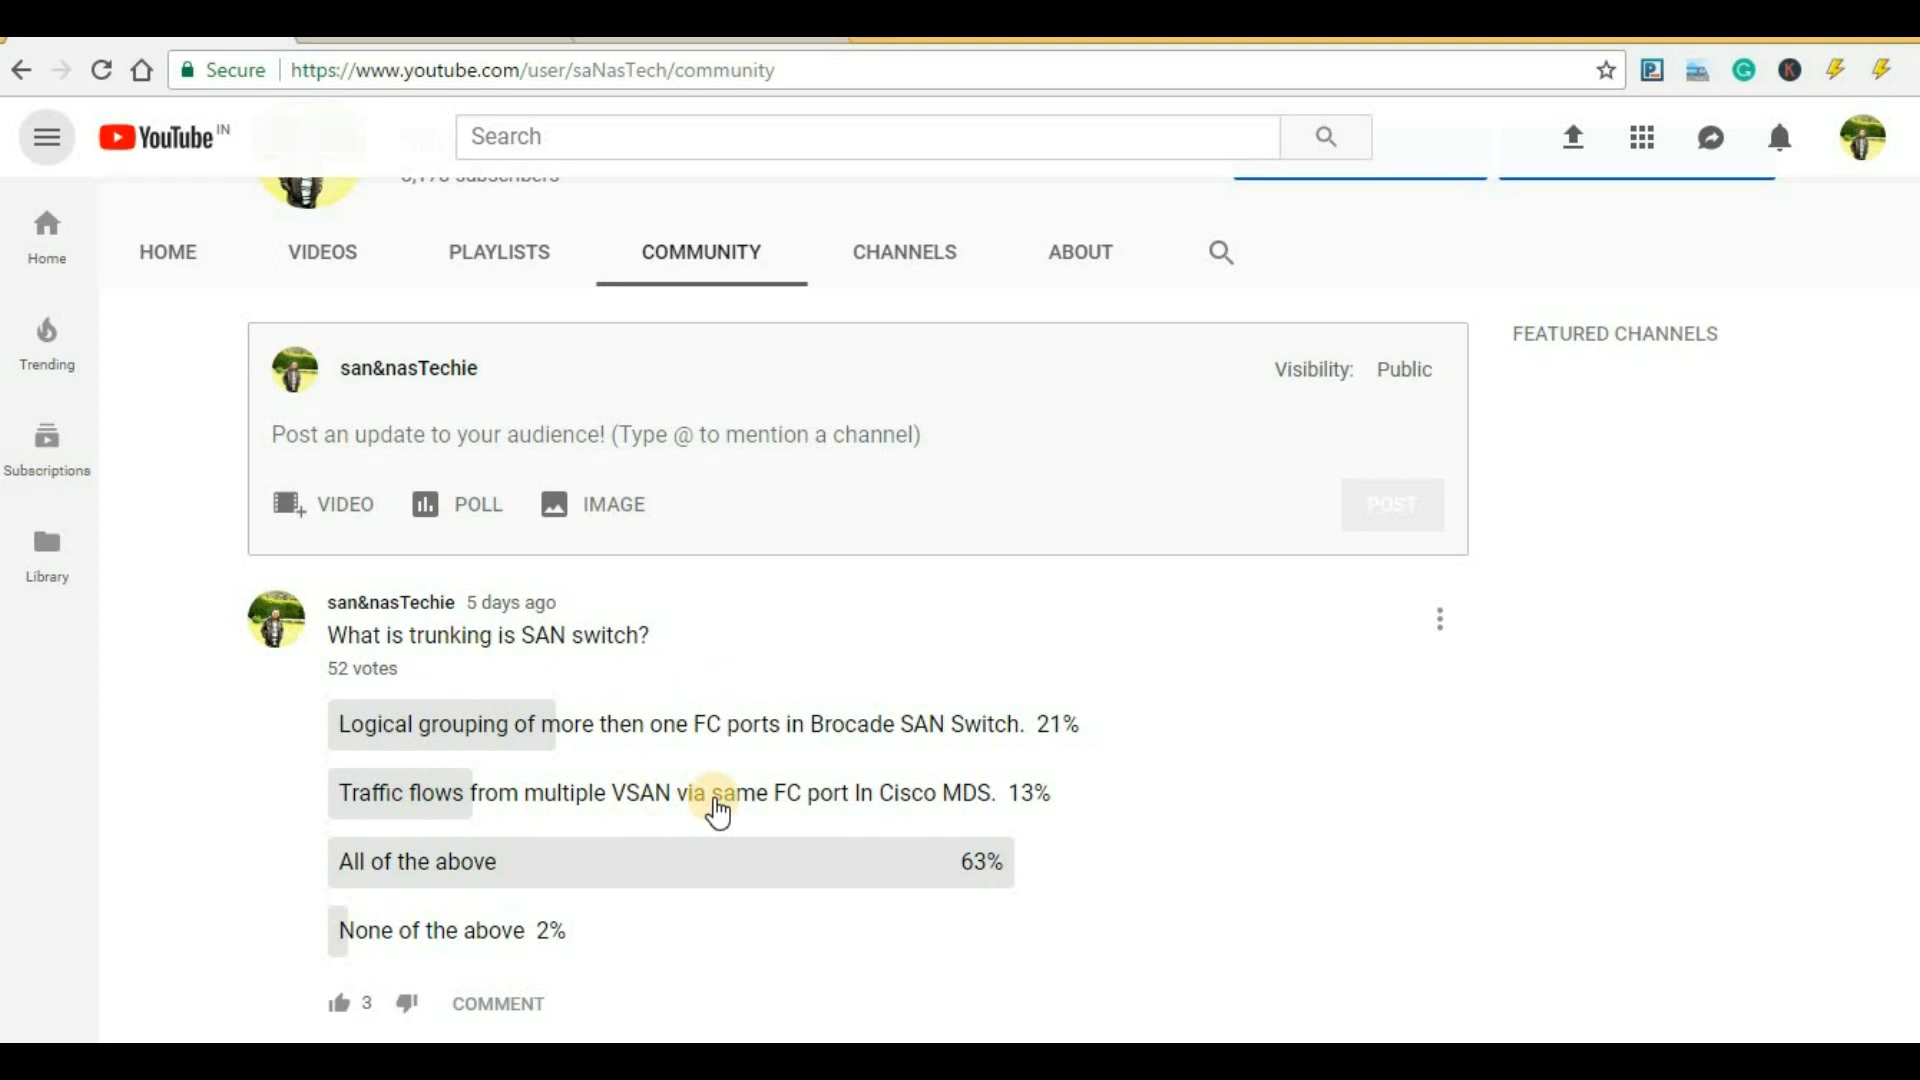 Secure https://www.youtube.com/user/saNasTech/community
YouTube IN
Search
subscribers
Home
HOME VIDEOS PLAYLISTS COMMUNITY CHANNELS ABOUT
Trending
FEATURED CHANNELS
san&nasTechie
Visibility: Public
Post an update to your audience! (Type @ to mention a channel)
Subscriptions
VIDEO POLL IMAGE
POST
Library
san&nasTechie 5 days ago
What is trunking is SAN switch?
52 votes
Logical grouping of more then one FC ports in Brocade SAN Switch. 21%
Traffic flows from multiple VSAN via same FC port In Cisco MDS. 13%
All of the above 63%
None of the above 2%
3 COMMENT